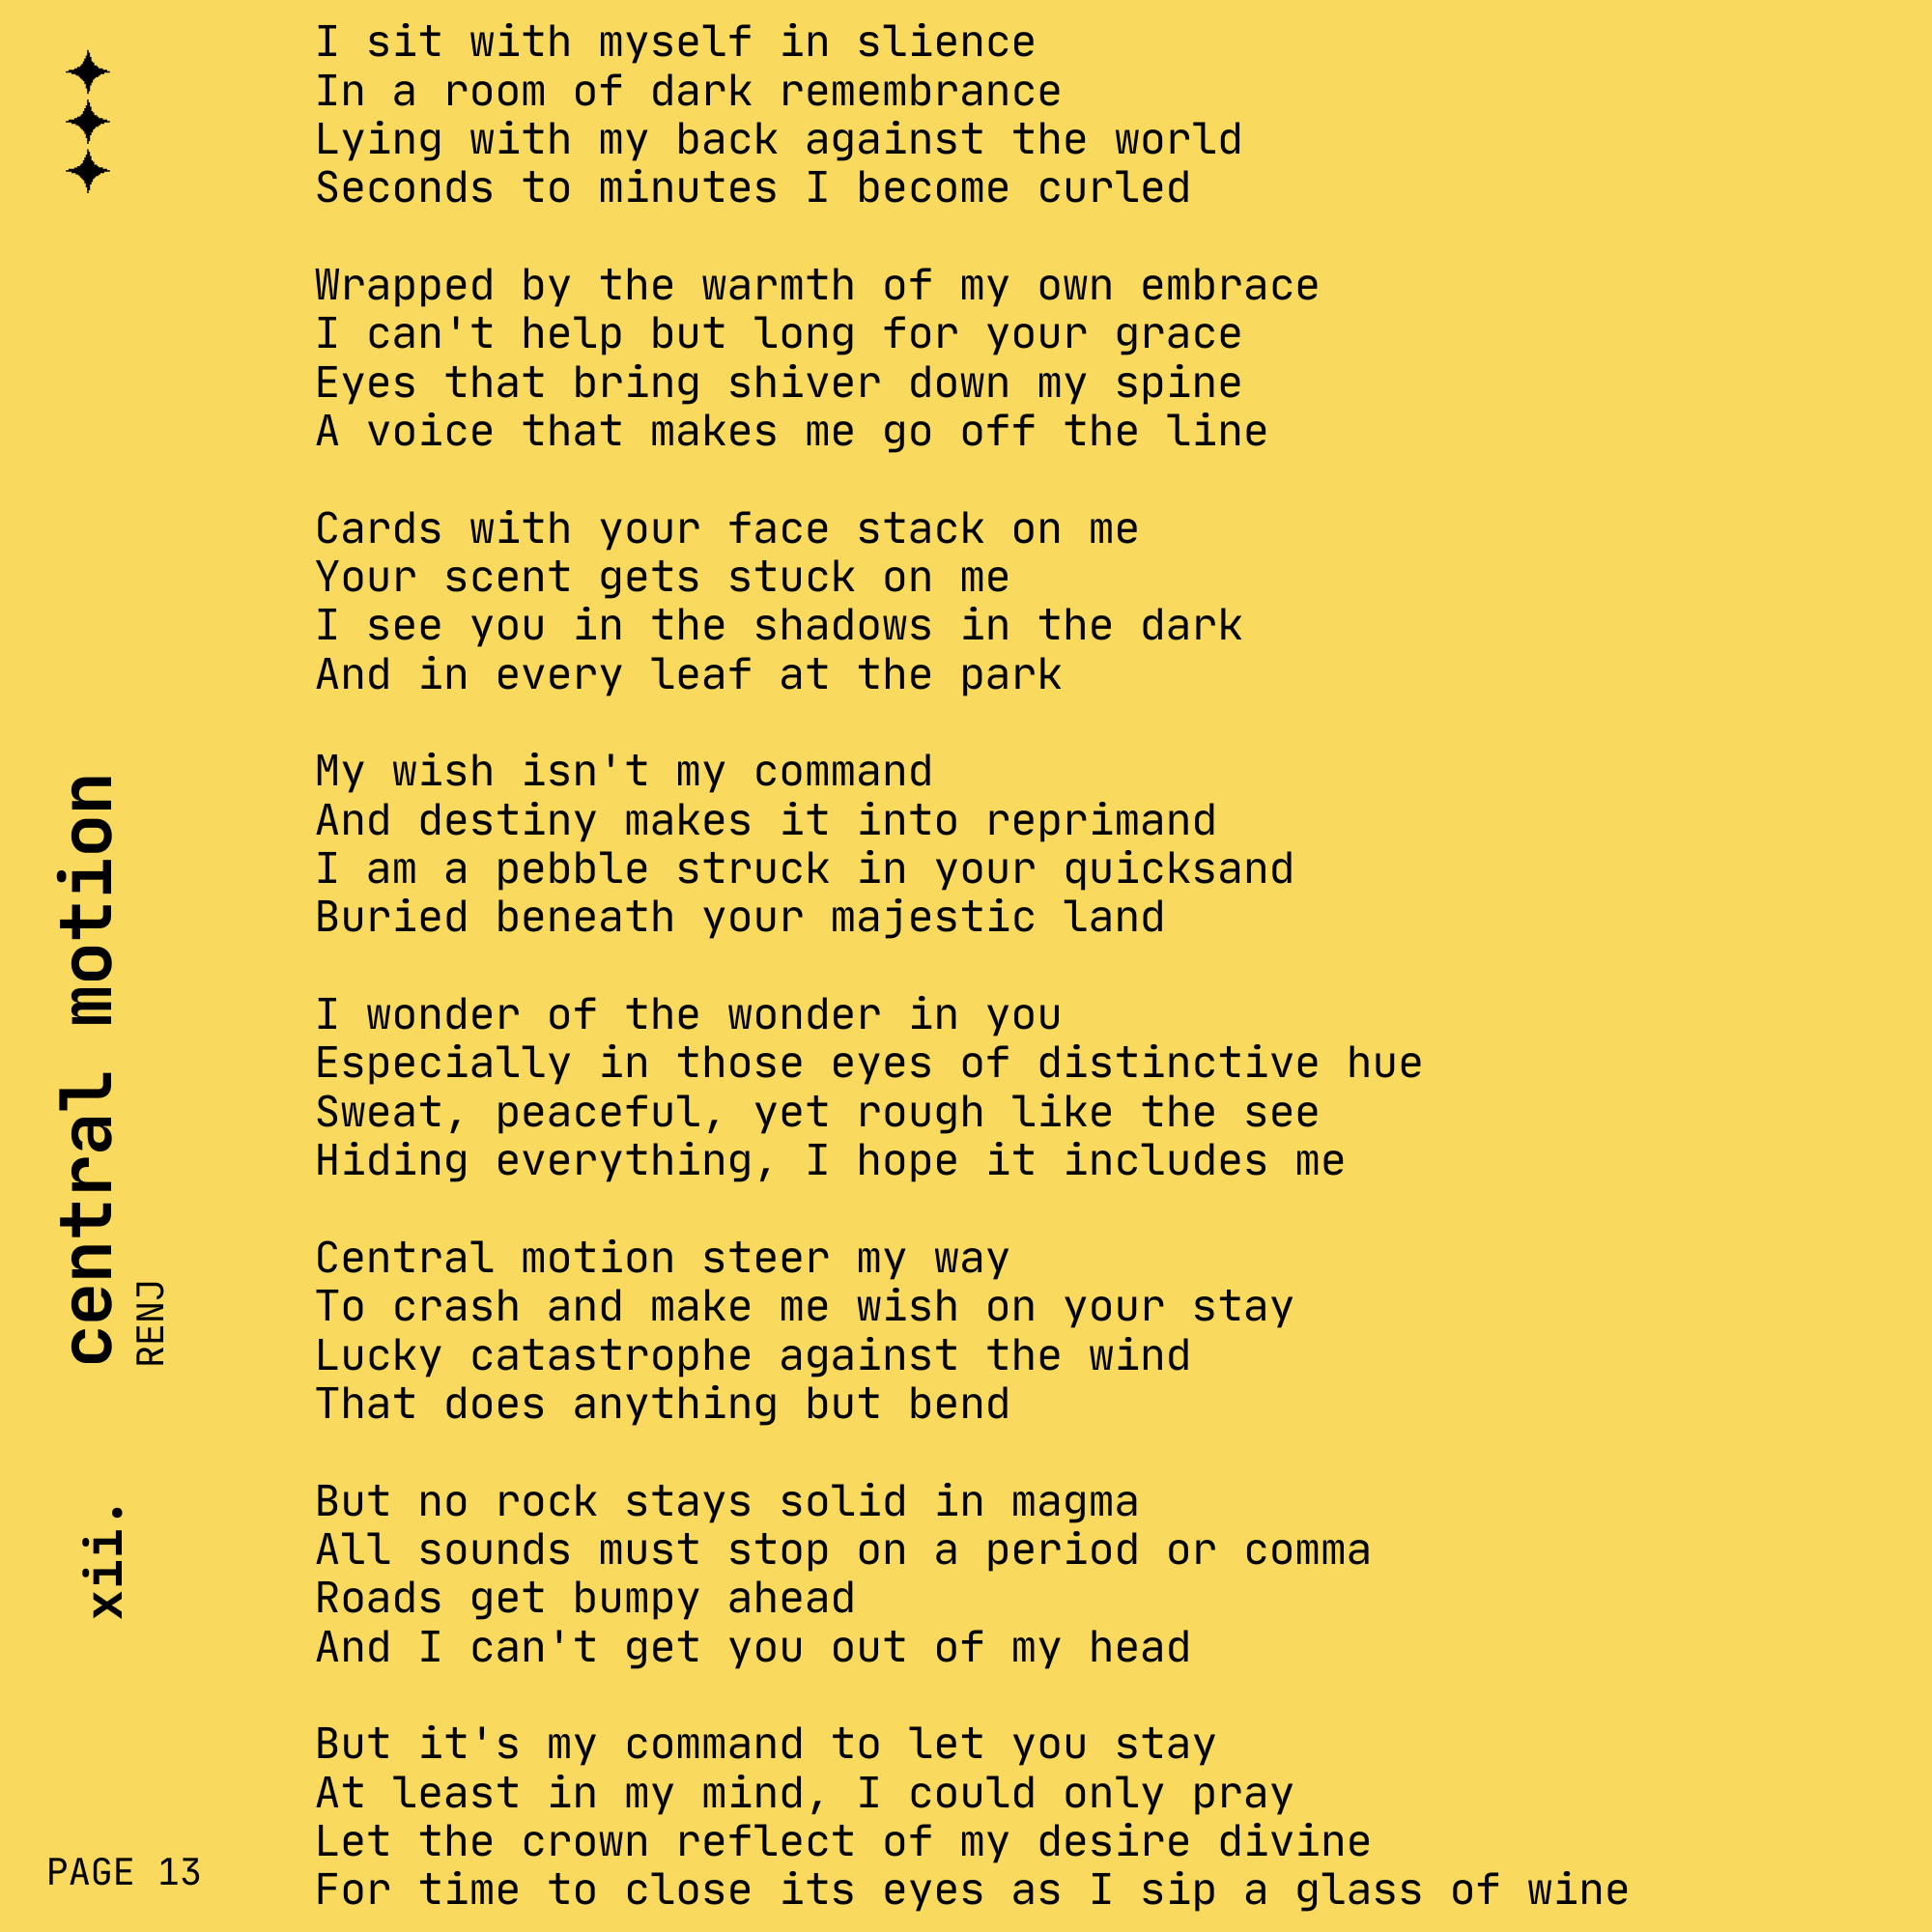 I sit with myself in slience
In a room of dark remembrance
Lying with my back against the world
Seconds to minutes I become curled

Wrapped by the warmth of my own embrace
I can't help but long for your grace
Eyes that bring shiver down my spine
A voice that makes me go off the line

Cards with your face stack on me
Your scent gets stuck on me
I see you in the shadows in the dark
And in every leaf at the park

My wish isn't my command
And destiny makes it into reprimand
I am a pebble struck in your quicksand
Buried beneath your majestic land

I wonder of the wonder in you
Especially in those eyes of distinctive hue
Sweat, peaceful, yet rough like the see
Hiding everything, I hope it includes me

Central motion steer my way
To crash and make me wish on your stay
Lucky catastrophe against the wind
That does anything but bend

But no rock stays solid in magma
All sounds must stop on a period or comma
Roads get bumpy ahead
And I can't get you out of my head

But it's my command to let you stay
At least in my mind, I could only pray
Let the crown reflect of my desire divine
For time to close its eyes as I sip a glass of wine

xii.
central motion
RENJ
PAGE 13